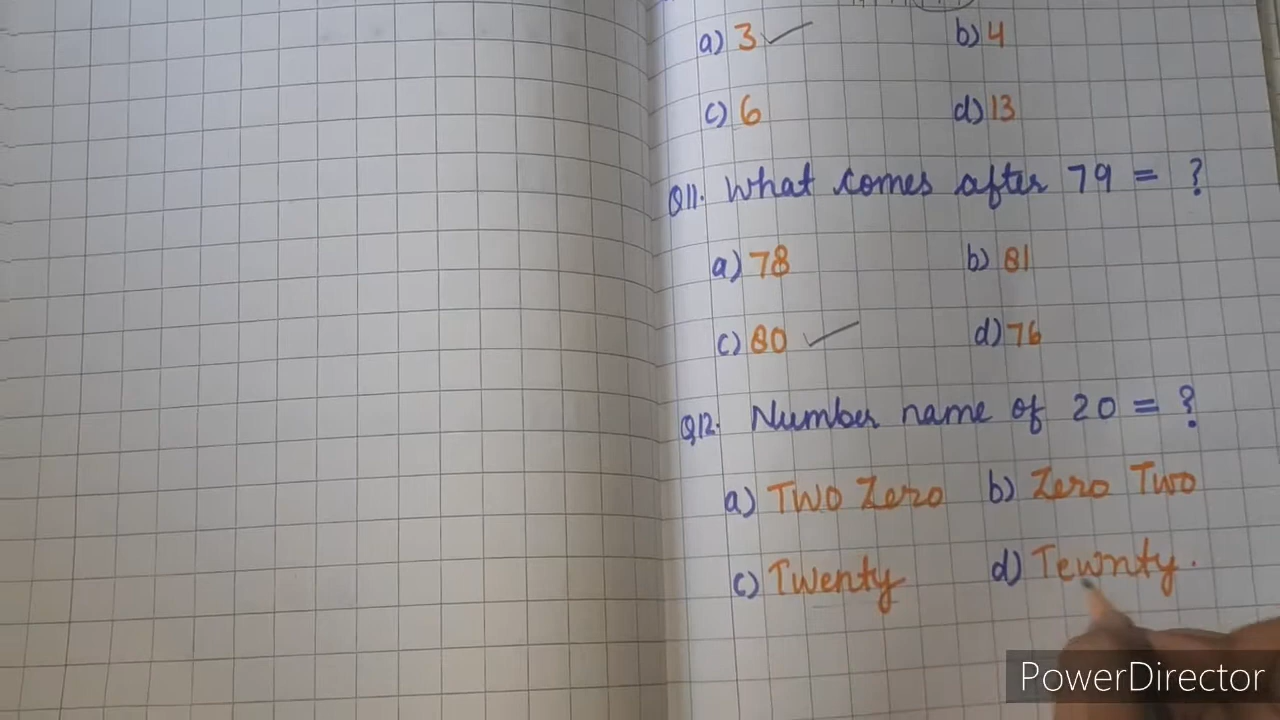 a) 3 ✓ b) 4
c) 6 d) 13
Q11. What comes after 79 = ?
a) 78 b) 81
c) 80 ✓ d) 76
Q12. Number name of 20 = ?
a) Two Zero b) Zero Two
c) Twenty d) Tewnty.
PowerDirector